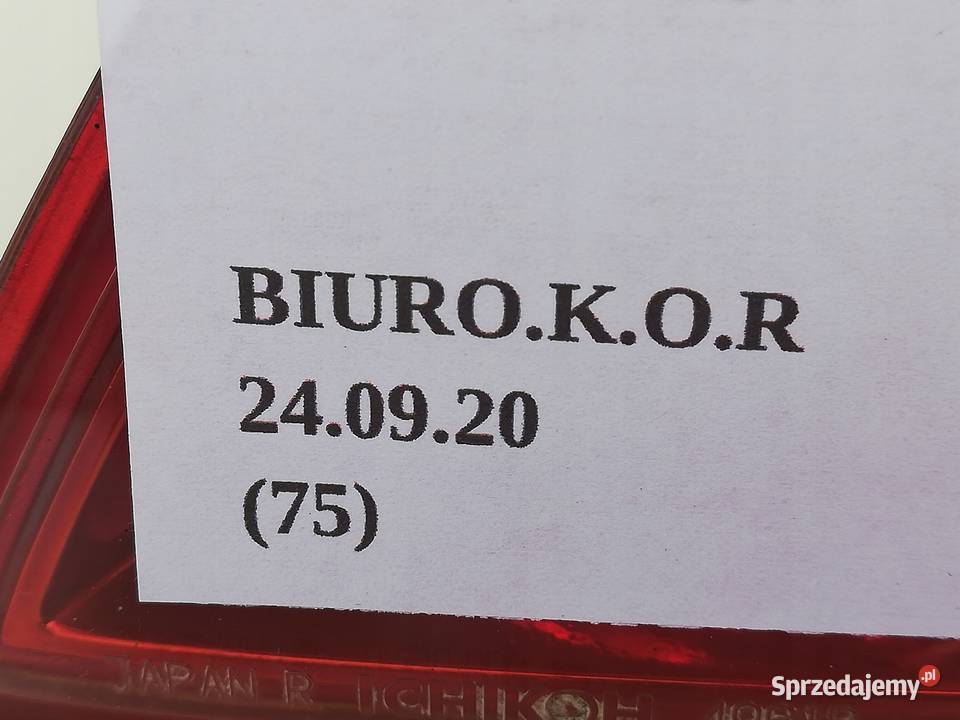 BIURO.K.O.R
24.09.20
(75)
JAPAN R ICHIKOH
Sprzedajemy.pl